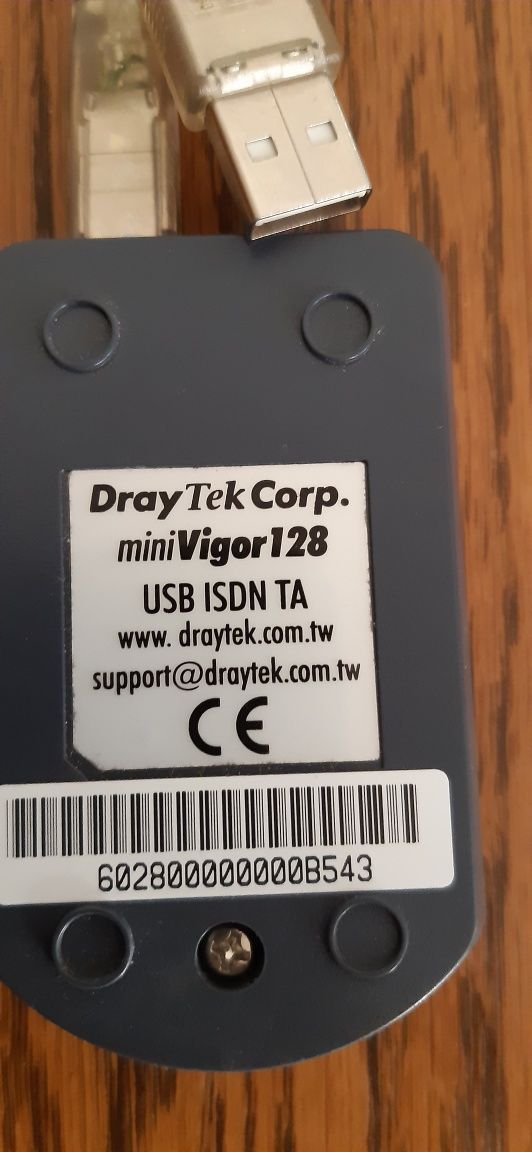 DrayTek Corp.
miniVigor128
USB ISDN TA
www. draytek.com.tw
support@draytek.com.tw
CE
602800000000B543